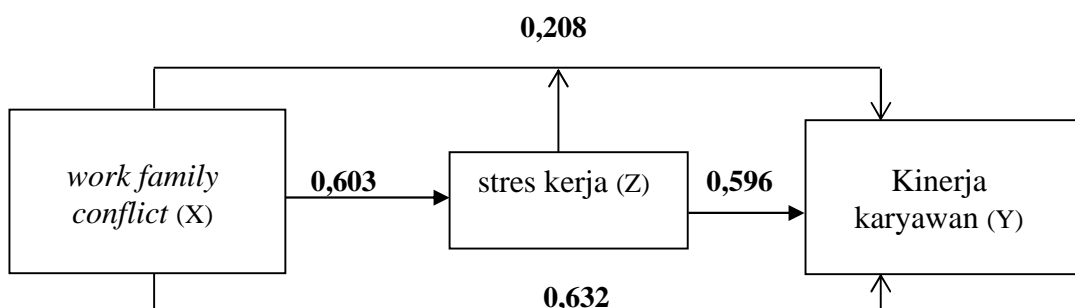 0,208
work family
conflict (X)
0,603
stres kerja (Z)
0,596
Kinerja
karyawan (Y)
0,632